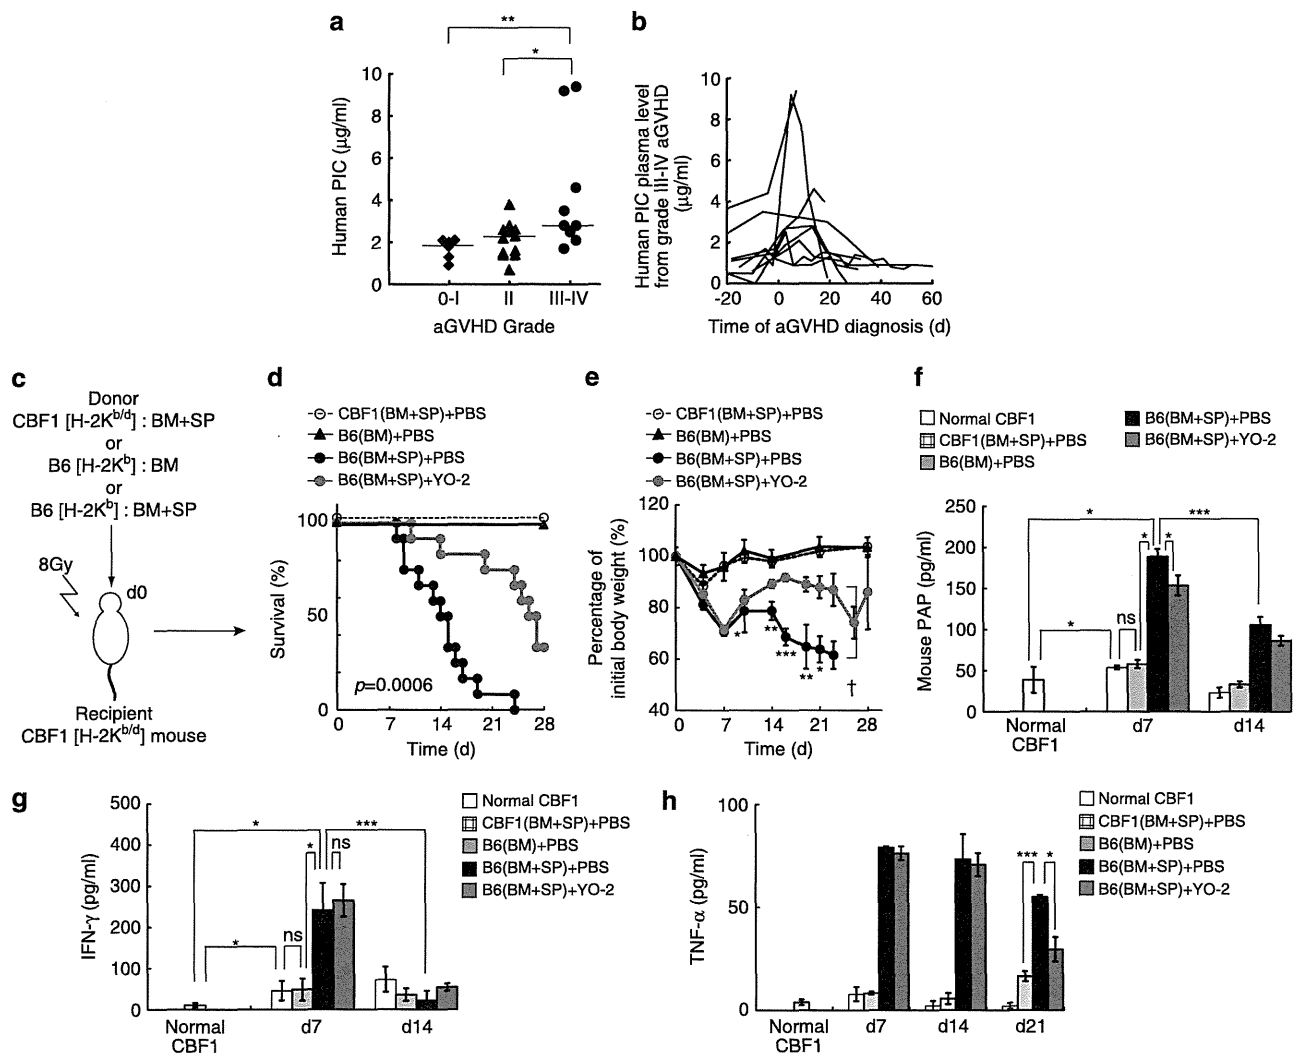 a
**
*
10
8
6
4
2
0
Human PIC (μg/ml)
0-I
II
III-IV
aGVHD Grade
b
Human PIC plasma level
from grade III-IV aGVHD
(μg/ml)
10
8
6
4
2
0
-20
0
20
40
60
Time of aGVHD diagnosis (d)
c
Donor
CBF1 [H-2Kb/d] : BM+SP
or
B6 [H-2Kb] : BM
or
B6 [H-2Kb] : BM+SP
8Gy
d0
Recipient
CBF1 [H-2Kb/d] mouse
d
CBF1(BM+SP)+PBS
B6(BM)+PBS
B6(BM+SP)+PBS
B6(BM+SP)+YO-2
Survival (%)
100
50
0
p=0.0006
0
7
14
21
28
Time (d)
e
CBF1(BM+SP)+PBS
B6(BM)+PBS
B6(BM+SP)+PBS
B6(BM+SP)+YO-2
Percentage of
initial body weight (%)
120
100
80
60
40
*
**
***
**
*
†
0
7
14
21
28
Time (d)
f
Normal CBF1
CBF1(BM+SP)+PBS
B6(BM)+PBS
B6(BM+SP)+PBS
B6(BM+SP)+YO-2
Mouse PAP (pg/ml)
250
200
150
100
50
0
*
***
*
*
*
ns
Normal
CBF1
d7
d14
g
IFN-γ (pg/ml)
500
400
300
200
100
0
*
***
*
ns
*
ns
Normal
CBF1
d7
d14
Normal CBF1
CBF1(BM+SP)+PBS
B6(BM)+PBS
B6(BM+SP)+PBS
B6(BM+SP)+YO-2
h
TNF-α (pg/ml)
100
50
0
***
*
Normal
CBF1
d7
d14
d21
Normal CBF1
CBF1(BM+SP)+PBS
B6(BM)+PBS
B6(BM+SP)+PBS
B6(BM+SP)+YO-2